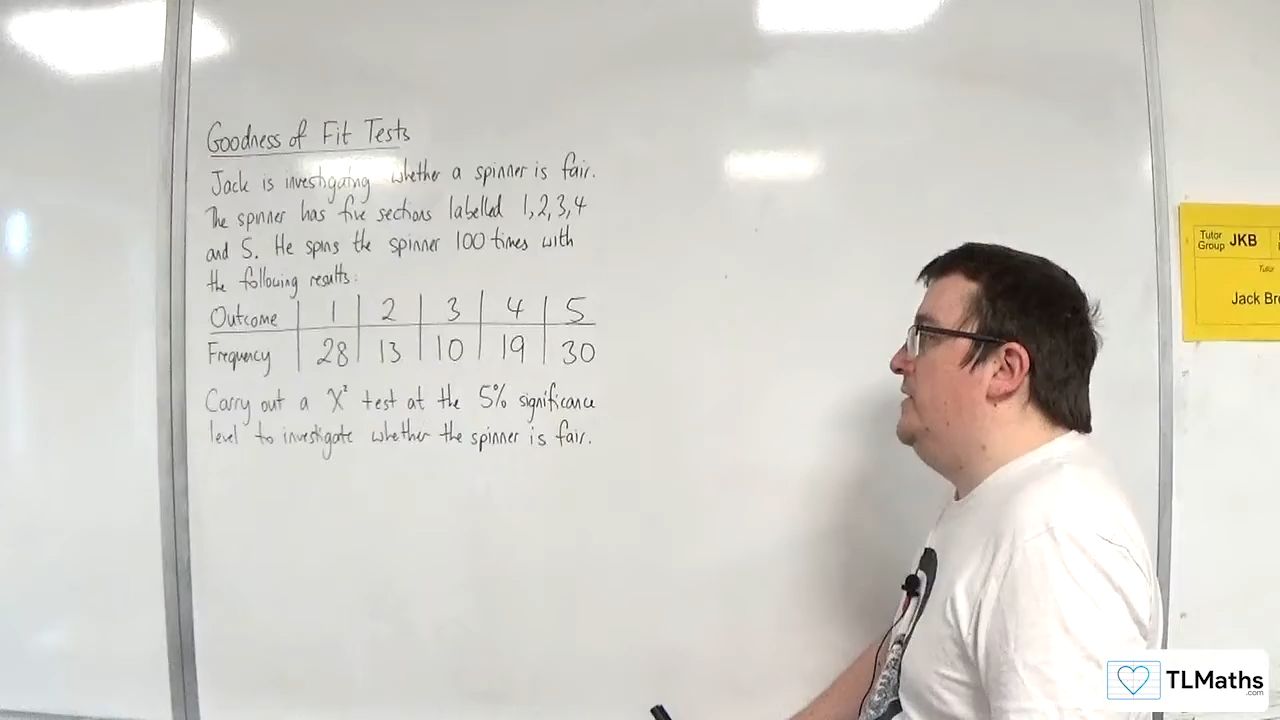 Goodness of Fit Tests
Jack is investigating whether a spinner is fair.
The spinner has five sections labelled 1,2,3,4
and 5. He spins the spinner 100 times with
the following results:
Outcome 1 2 3 4 5
Frequency 28 13 10 19 30
Carry out a χ² test at the 5% significance
level to investigate whether the spinner is fair.
Tutor Group JKB
Tutor
Jack Bre
TLMaths
.com